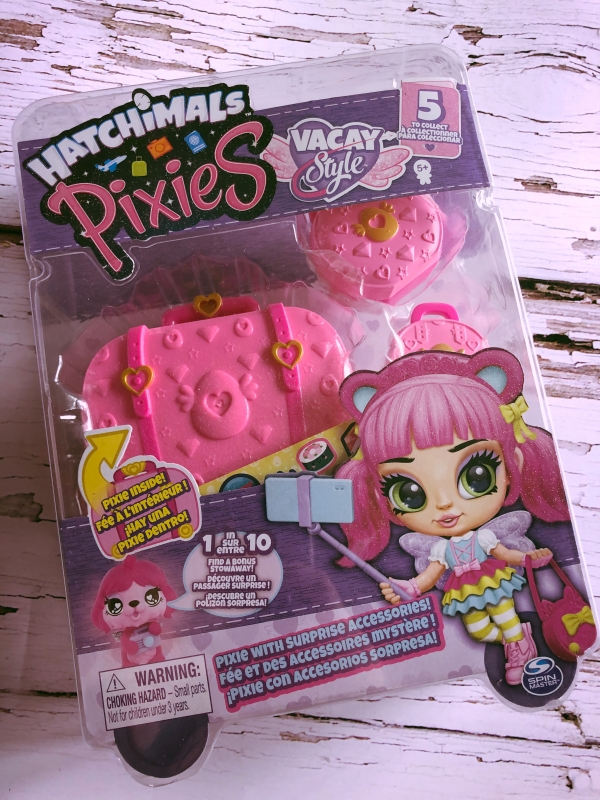 HATCHiMALS
PixieS
VACAY
Style
5
TO COLLECT
À COLLECTIONNER
PARA COLECCIONAR
5+
PIXIE INSIDE!
FÉE À L'INTÉRIEUR !
¡HAY UNA
PIXIE DENTRO!
1 IN SUR ENTRE 10
FIND A BONUS
STOWAWAY!
DÉCOUVRE UN
PASSAGER SURPRISE !
¡DESCUBRE UN
POLIZÓN SORPRESA!
PIXIE WITH SURPRISE ACCESSORIES!
FÉE ET DES ACCESSOIRES MYSTÈRE !
¡PIXIE CON ACCESORIOS SORPRESA!
WARNING:
CHOKING HAZARD – Small parts.
Not for children under 3 years.
SPIN
MASTER